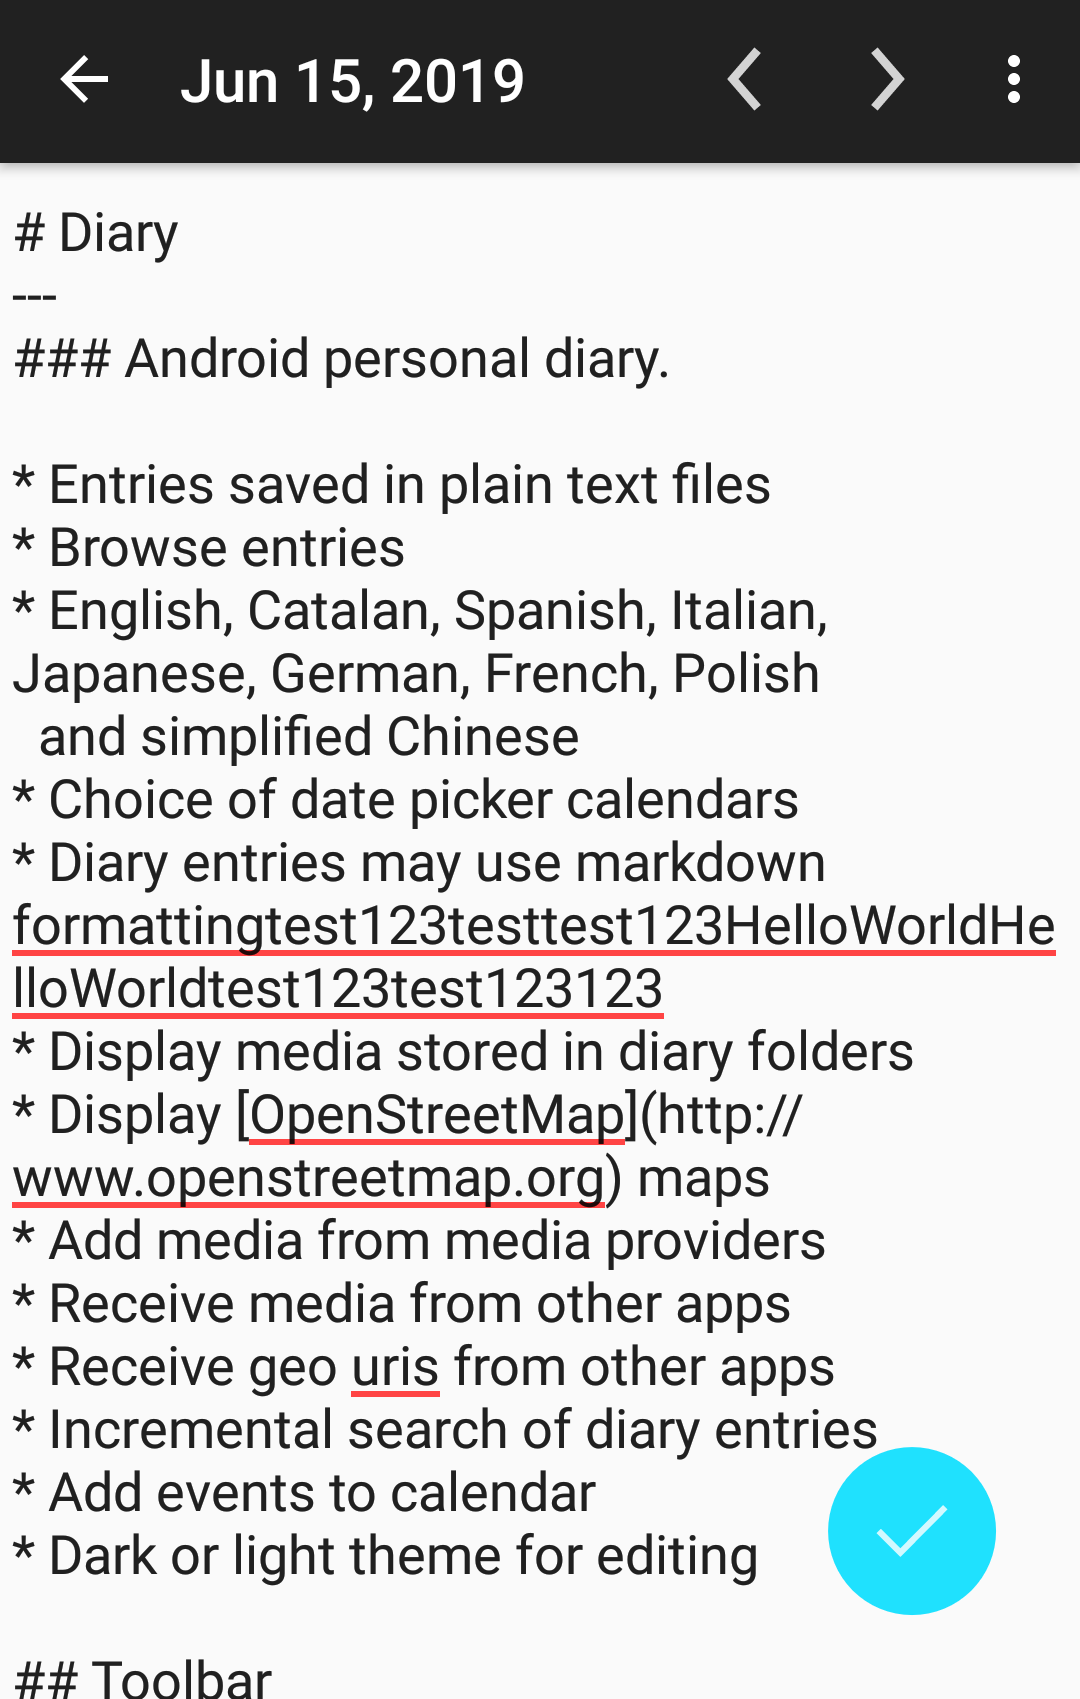 Jun 15, 2019
# Diary
---
### Android personal diary.
* Entries saved in plain text files
* Browse entries
* English, Catalan, Spanish, Italian,
Japanese, German, French, Polish
  and simplified Chinese
* Choice of date picker calendars
* Diary entries may use markdown
formattingtest123testtest123HelloWorldHe
lloWorldtest123test123123
* Display media stored in diary folders
* Display [OpenStreetMap](http://
www.openstreetmap.org) maps
* Add media from media providers
* Receive media from other apps
* Receive geo uris from other apps
* Incremental search of diary entries
* Add events to calendar
* Dark or light theme for editing
## Toolbar